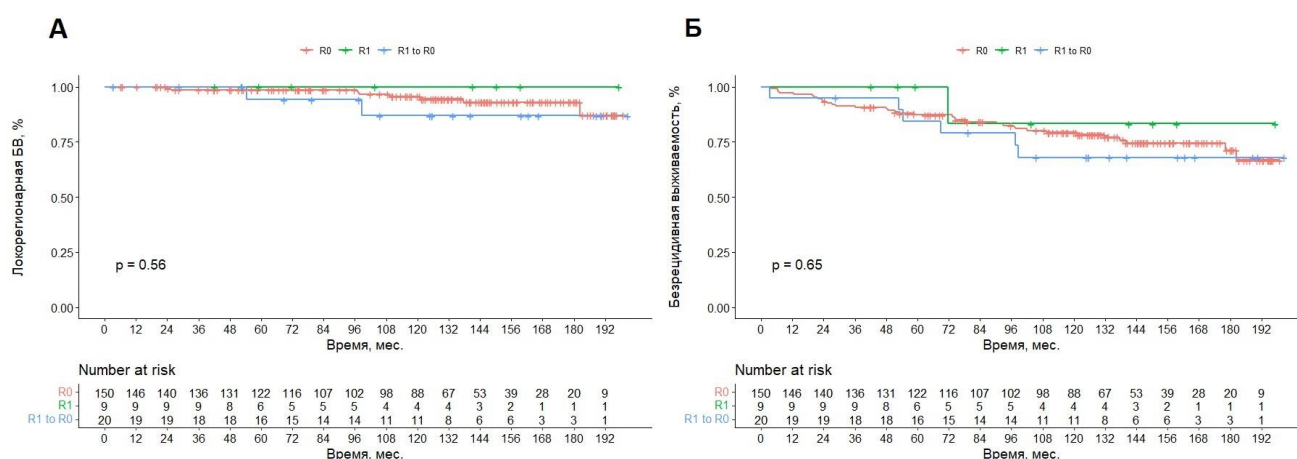 А
R0 R1 R1 to R0
Локорегионарная БВ, %
1.00
0.75
0.50
0.25
0.00
p = 0.56
0 12 24 36 48 60 72 84 96 108 120 132 144 156 168 180 192
Время, мес.
Number at risk
R0 150 146 140 136 131 122 116 107 102 98 88 67 53 39 28 20 9
R1 9 9 9 9 8 6 5 5 5 4 4 4 3 2 1 1 1
R1 to R0 20 19 19 18 18 16 15 14 14 11 11 8 6 6 3 3 1
0 12 24 36 48 60 72 84 96 108 120 132 144 156 168 180 192
Время, мес.
Б
R0 R1 R1 to R0
Безрецидивная выживаемость, %
1.00
0.75
0.50
0.25
0.00
p = 0.65
0 12 24 36 48 60 72 84 96 108 120 132 144 156 168 180 192
Время, мес.
Number at risk
R0 150 146 140 136 131 122 116 107 102 98 88 67 53 39 28 20 9
R1 9 9 9 9 8 6 5 5 5 4 4 4 3 2 1 1 1
R1 to R0 20 19 19 18 18 16 15 14 14 11 11 8 6 6 3 3 1
0 12 24 36 48 60 72 84 96 108 120 132 144 156 168 180 192
Время, мес.